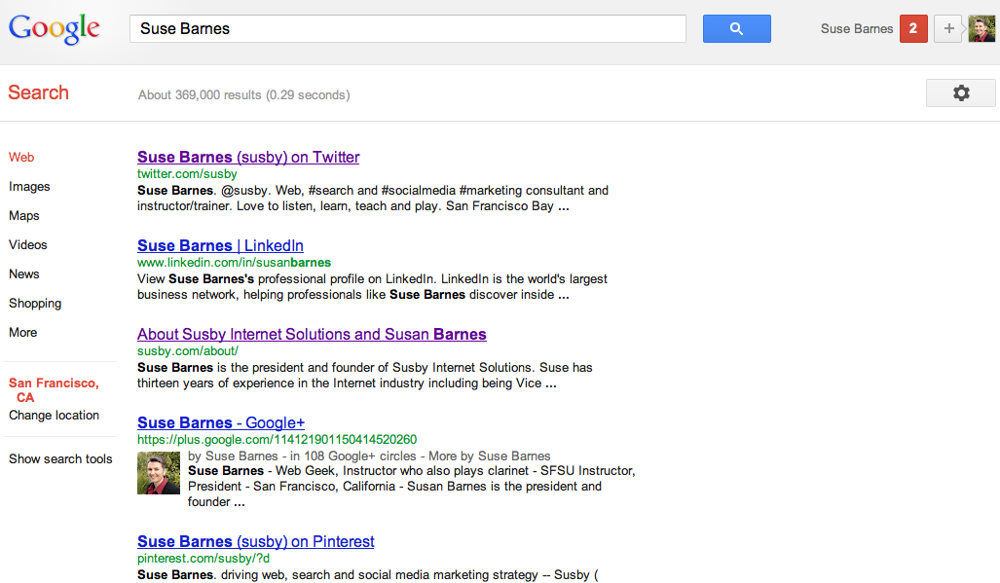 Google
Suse Barnes
Suse Barnes 2 +
Search
About 369,000 results (0.29 seconds)
Web
Images
Maps
Videos
News
Shopping
More
San Francisco,
CA
Change location
Show search tools
Suse Barnes (susby) on Twitter
twitter.com/susby
Suse Barnes. @susby. Web, #search and #socialmedia #marketing consultant and
instructor/trainer. Love to listen, learn, teach and play. San Francisco Bay ...
Suse Barnes | LinkedIn
www.linkedin.com/in/susanbarnes
View Suse Barnes's professional profile on LinkedIn. LinkedIn is the world's largest
business network, helping professionals like Suse Barnes discover inside ...
About Susby Internet Solutions and Susan Barnes
susby.com/about/
Suse Barnes is the president and founder of Susby Internet Solutions. Suse has
thirteen years of experience in the Internet industry including being Vice ...
Suse Barnes - Google+
https://plus.google.com/114121901150414520260
by Suse Barnes - in 108 Google+ circles - More by Suse Barnes
Suse Barnes - Web Geek, Instructor who also plays clarinet - SFSU Instructor,
President - San Francisco, California - Susan Barnes is the president and
founder ...
Suse Barnes (susby) on Pinterest
pinterest.com/susby/?d
Suse Barnes. driving web, search and social media marketing strategy -- Susby (